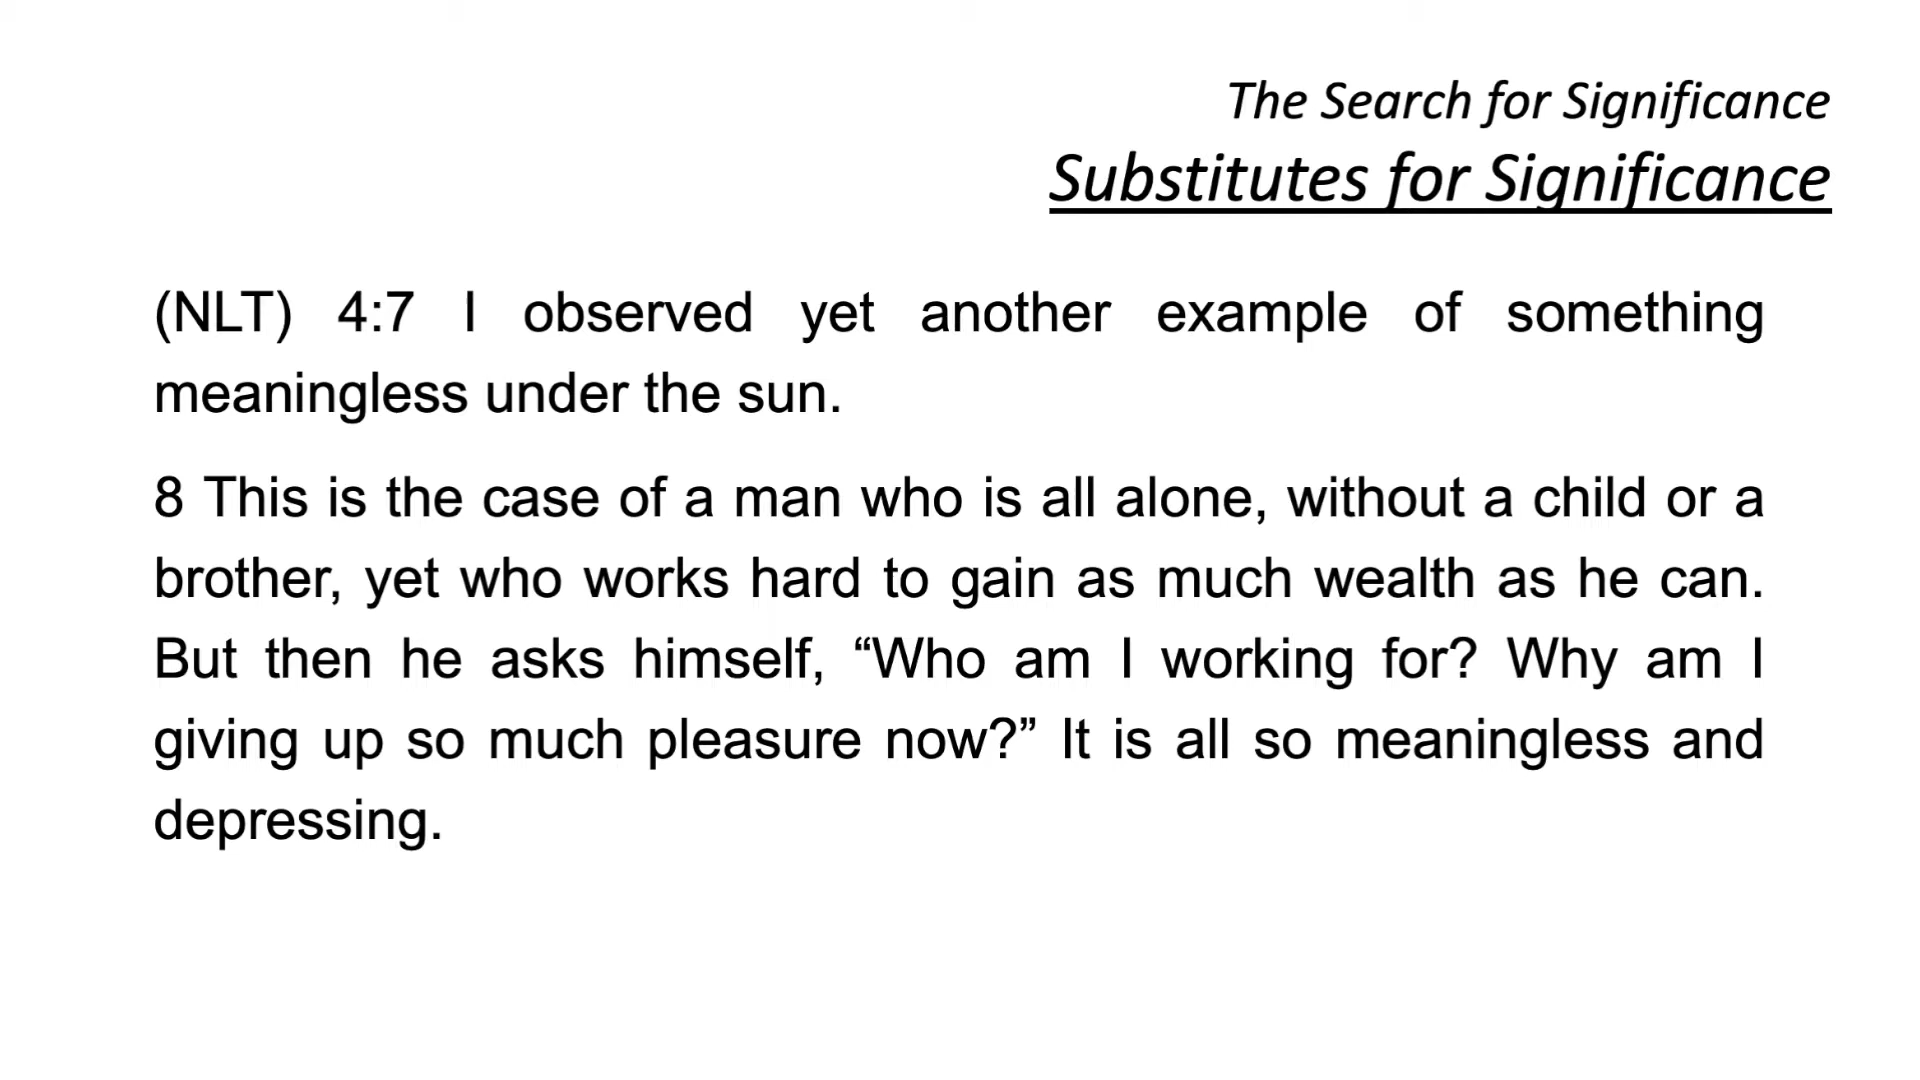 The Search for Significance
Substitutes for Significance
(NLT) 4:7 I observed yet another example of something
meaningless under the sun.
8 This is the case of a man who is all alone, without a child or a
brother, yet who works hard to gain as much wealth as he can.
But then he asks himself, “Who am I working for? Why am I
giving up so much pleasure now?” It is all so meaningless and
depressing.